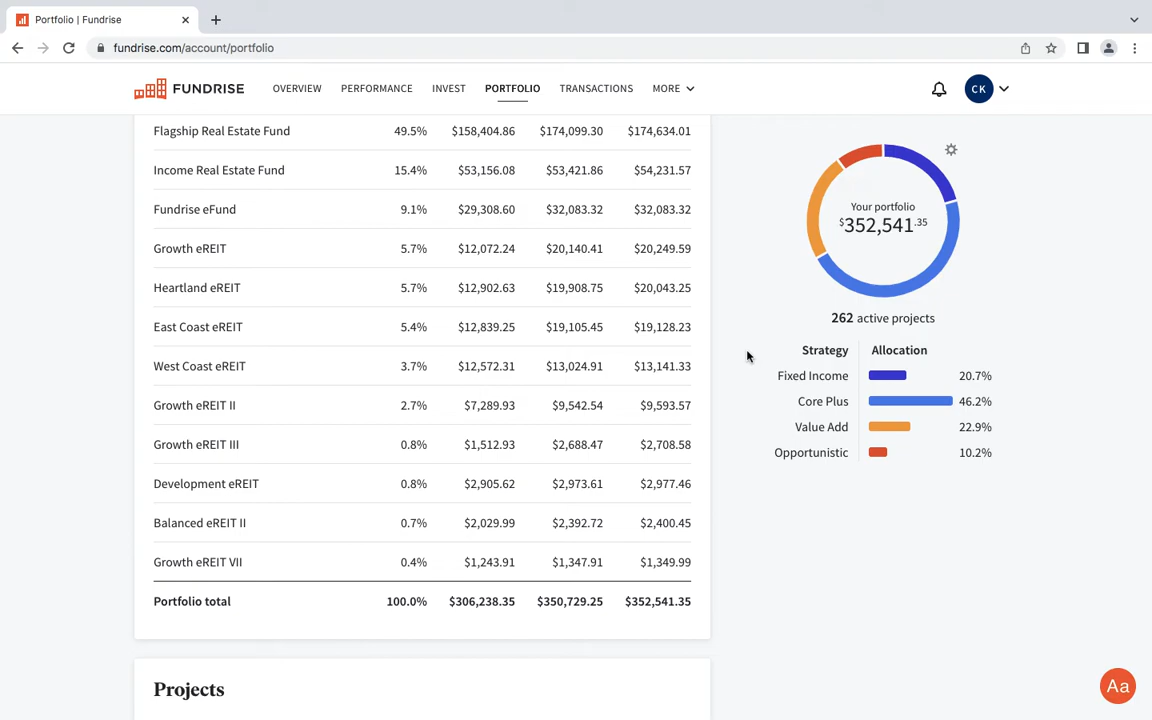 Portfolio | Fundrise
fundrise.com/account/portfolio
FUNDRISE OVERVIEW PERFORMANCE INVEST PORTFOLIO TRANSACTIONS MORE CK
Flagship Real Estate Fund 49.5% $158,404.86 $174,099.30 $174,634.01
Income Real Estate Fund 15.4% $53,156.08 $53,421.86 $54,231.57
Fundrise eFund 9.1% $29,308.60 $32,083.32 $32,083.32
Growth eREIT 5.7% $12,072.24 $20,140.41 $20,249.59
Heartland eREIT 5.7% $12,902.63 $19,908.75 $20,043.25
East Coast eREIT 5.4% $12,839.25 $19,105.45 $19,128.23
West Coast eREIT 3.7% $12,572.31 $13,024.91 $13,141.33
Growth eREIT II 2.7% $7,289.93 $9,542.54 $9,593.57
Growth eREIT III 0.8% $1,512.93 $2,688.47 $2,708.58
Development eREIT 0.8% $2,905.62 $2,973.61 $2,977.46
Balanced eREIT II 0.7% $2,029.99 $2,392.72 $2,400.45
Growth eREIT VII 0.4% $1,243.91 $1,347.91 $1,349.99
Portfolio total 100.0% $306,238.35 $350,729.25 $352,541.35
Projects
Your portfolio
$352,541.35
262 active projects
Strategy Allocation
Fixed Income 20.7%
Core Plus 46.2%
Value Add 22.9%
Opportunistic 10.2%
Aa